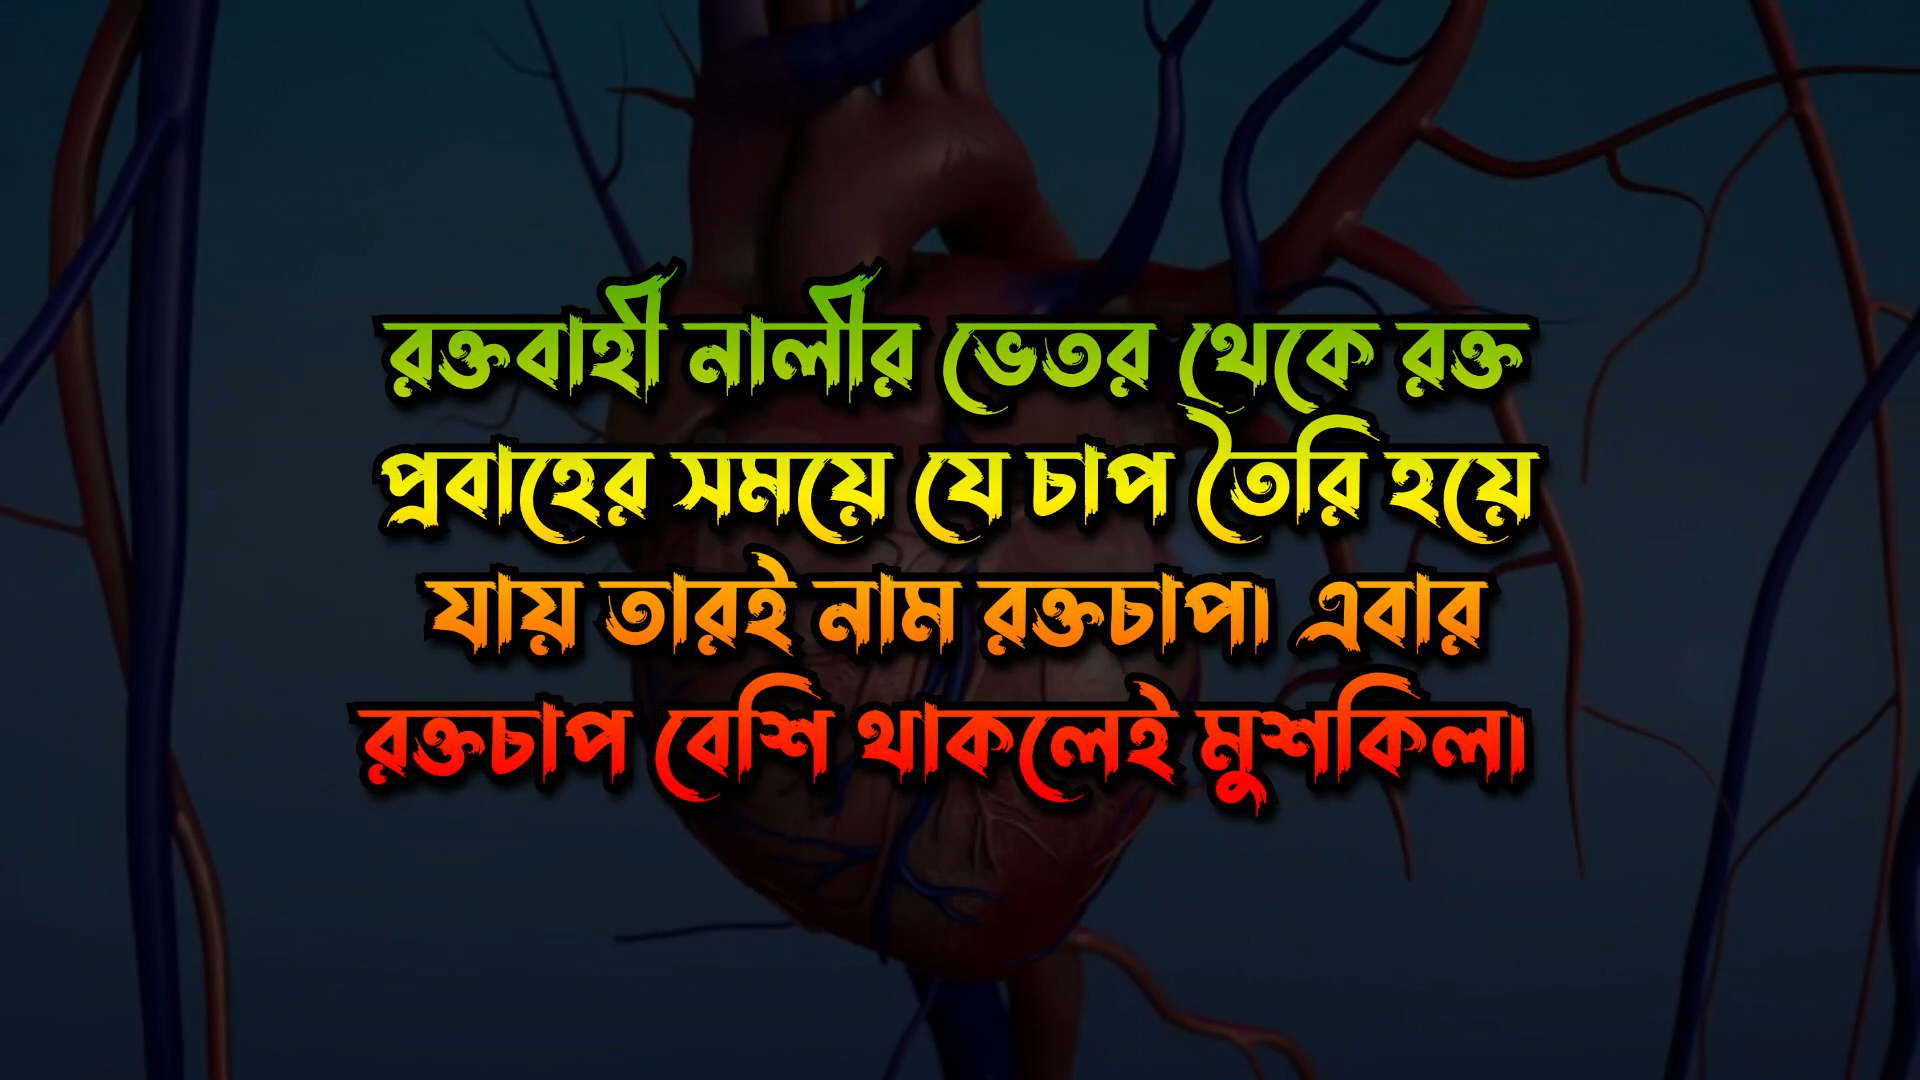 রক্তবাহী নালীর ভেতর থেকে রক্ত
প্রবাহের সময়ে যে চাপ তৈরি হয়ে
যায় তারই নাম রক্তচাপ। এবার
রক্তচাপ বেশি থাকলেই মুশকিল।